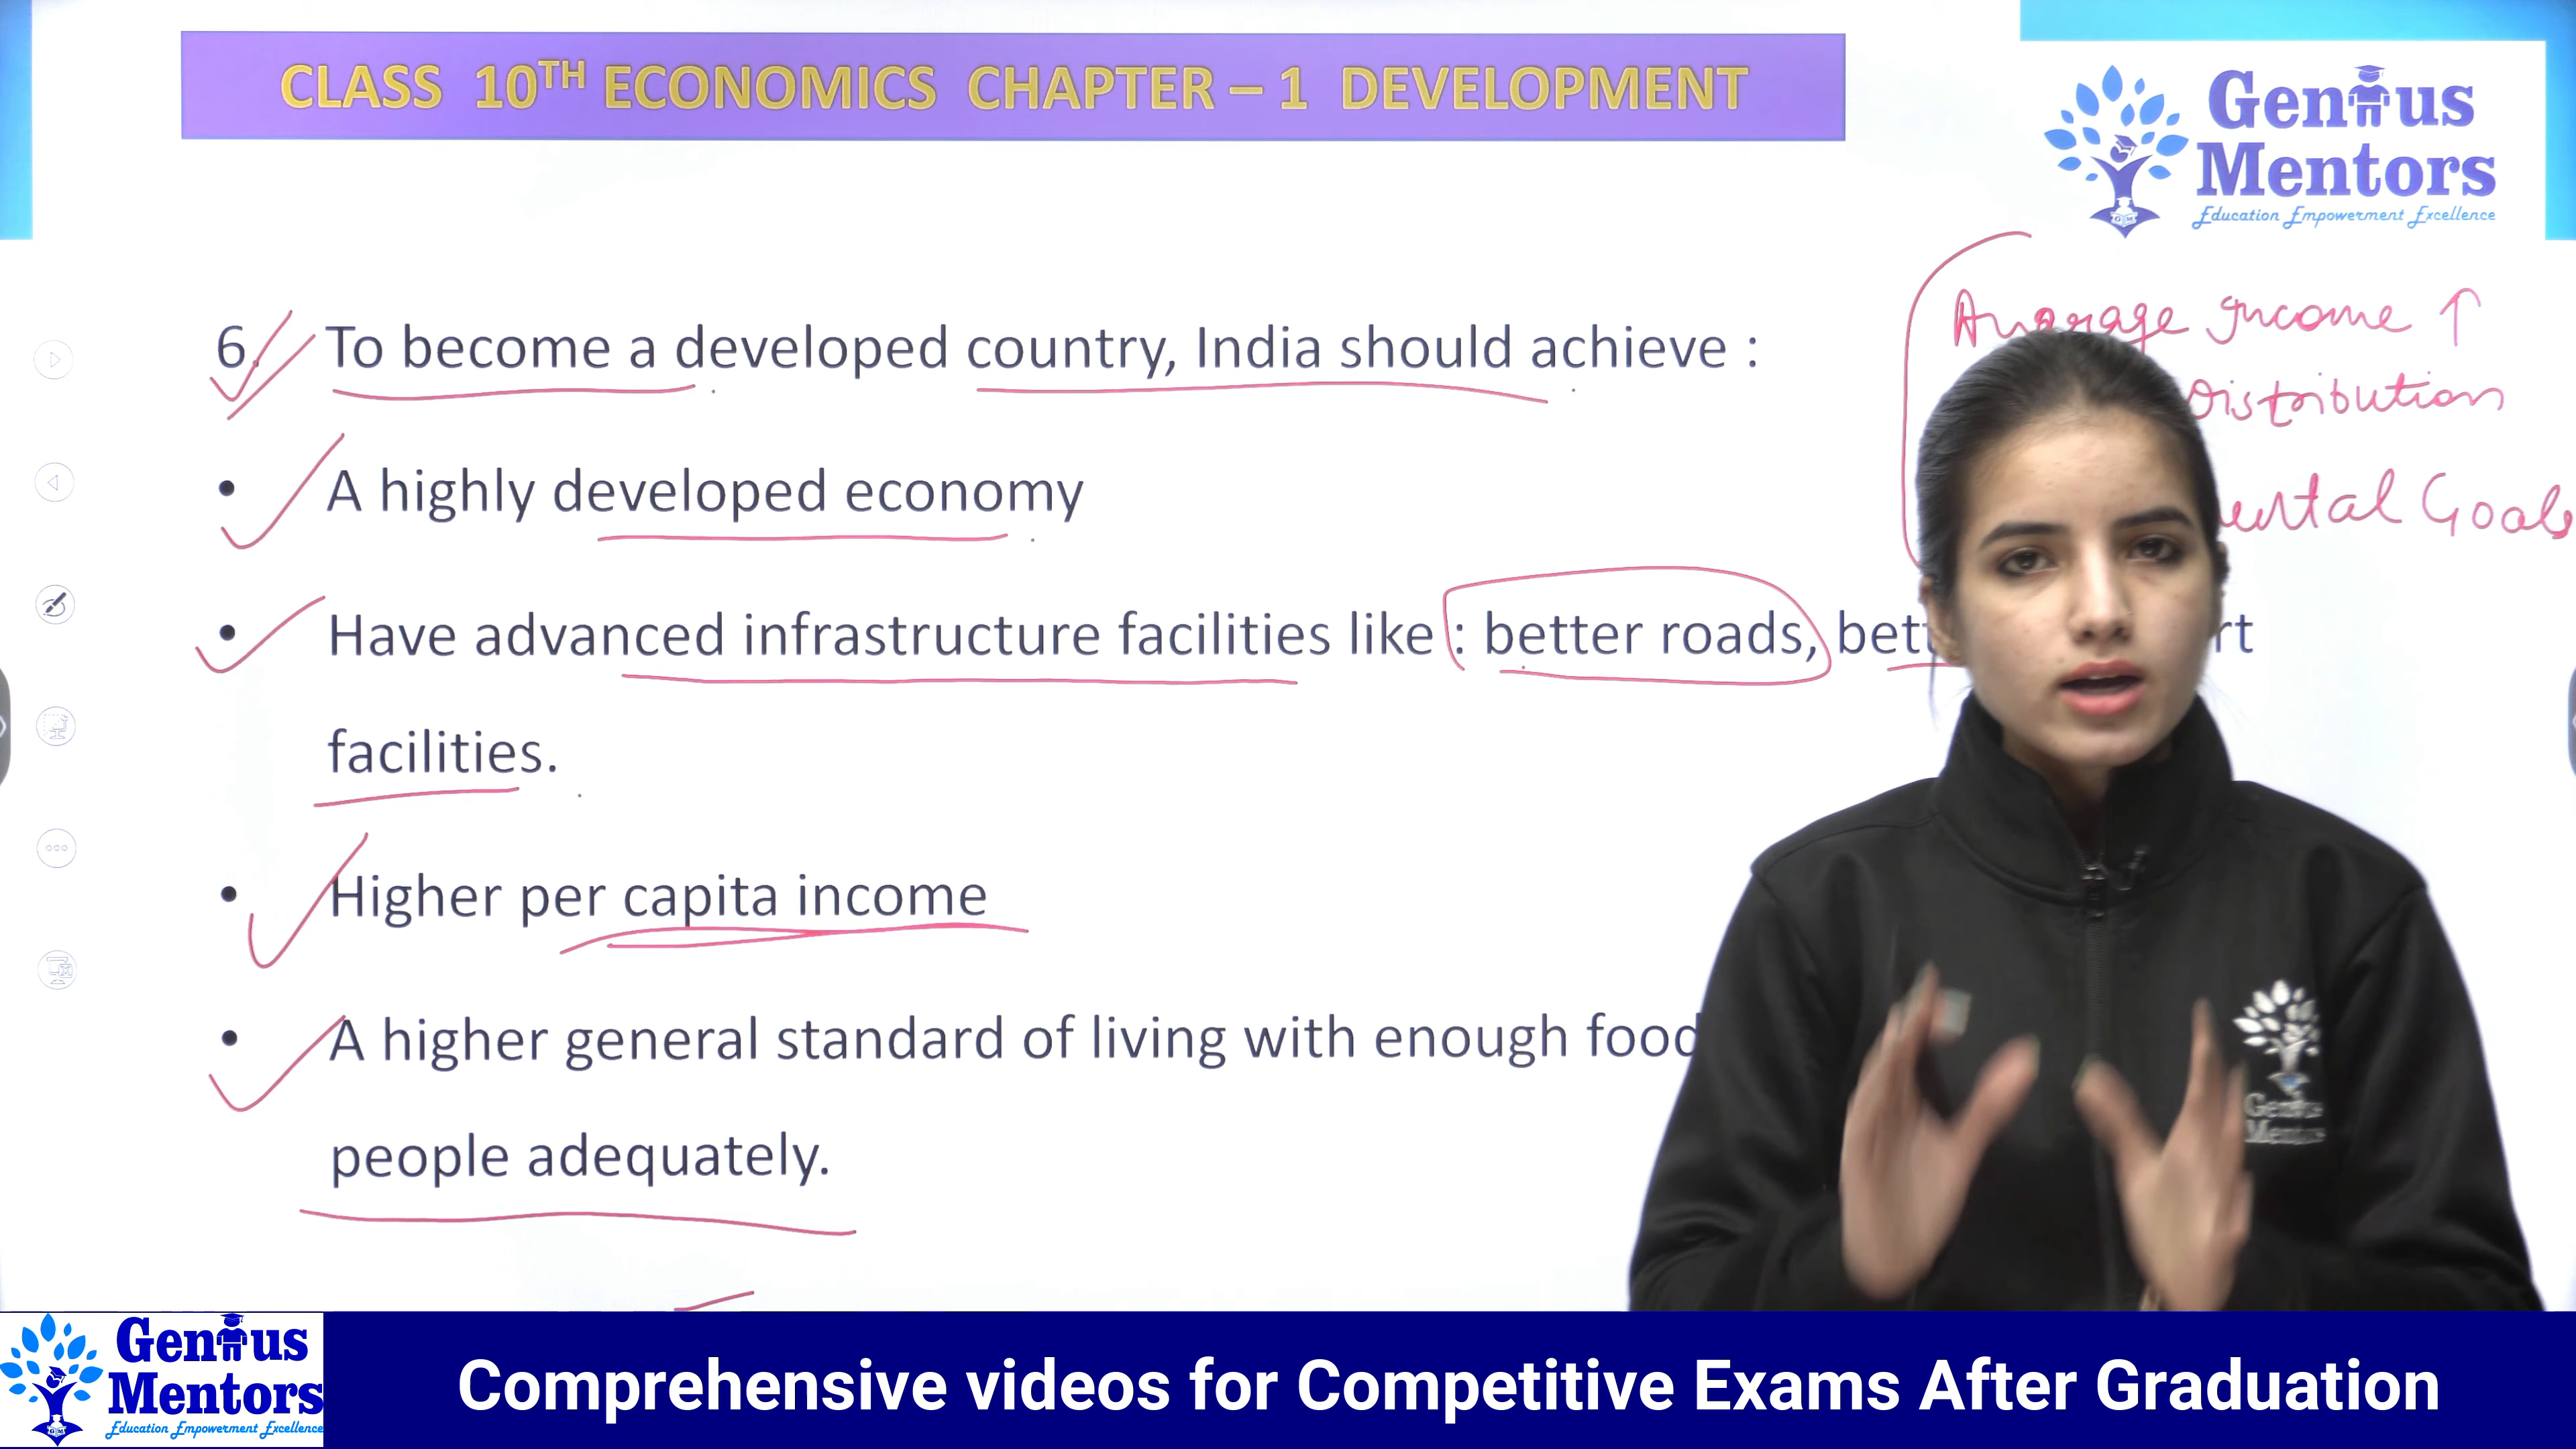 CLASS 10TH ECONOMICS CHAPTER – 1 DEVELOPMENT
Genius
Mentors
Education Empowerment Excellence
Average Income ↑
Distribution
Goals
6. To become a developed country, India should achieve :
• A highly developed economy
• Have advanced infrastructure facilities like : better roads,
facilities.
• Higher per capita income
• A higher general standard of living with enough food
people adequately.
Genius
Mentors
Genius
Mentors
Education Empowerment Excellence
Comprehensive videos for Competitive Exams After Graduation